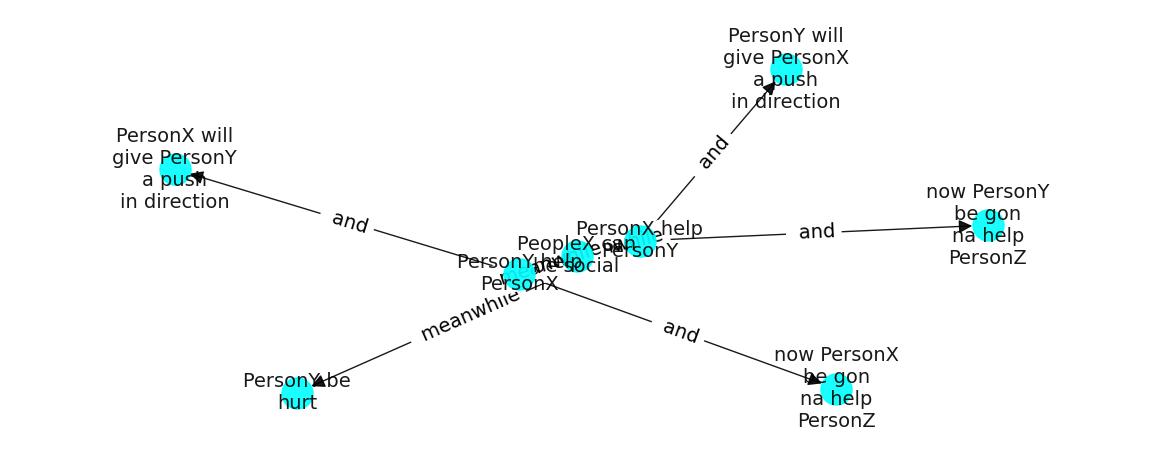 PersonY will
give PersonX
a push
in direction
PersonX will
give PersonY
a push
in direction
and
now PersonY
be gon
na help
PersonZ
and
and
PersonX help
PersonY
PeopleX can
be social
PersonY help
PersonX
meanwhile
and
now PersonX
be gon
na help
PersonZ
PersonY be
hurt